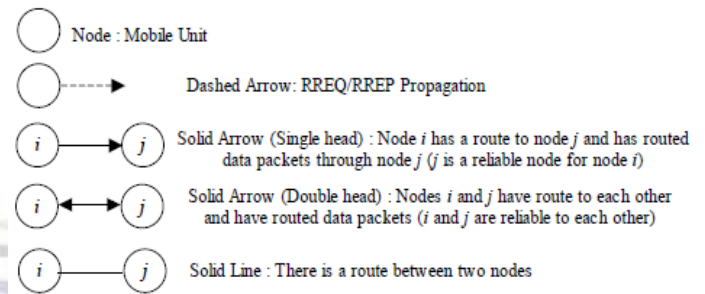 Node : Mobile Unit
Dashed Arrow: RREQ/RREP Propagation
i j Solid Arrow (Single head) : Node i has a route to node j and has routed
data packets through node j (j is a reliable node for node i)
i j Solid Arrow (Double head) : Nodes i and j have route to each other
and have routed data packets (i and j are reliable to each other)
i j Solid Line : There is a route between two nodes